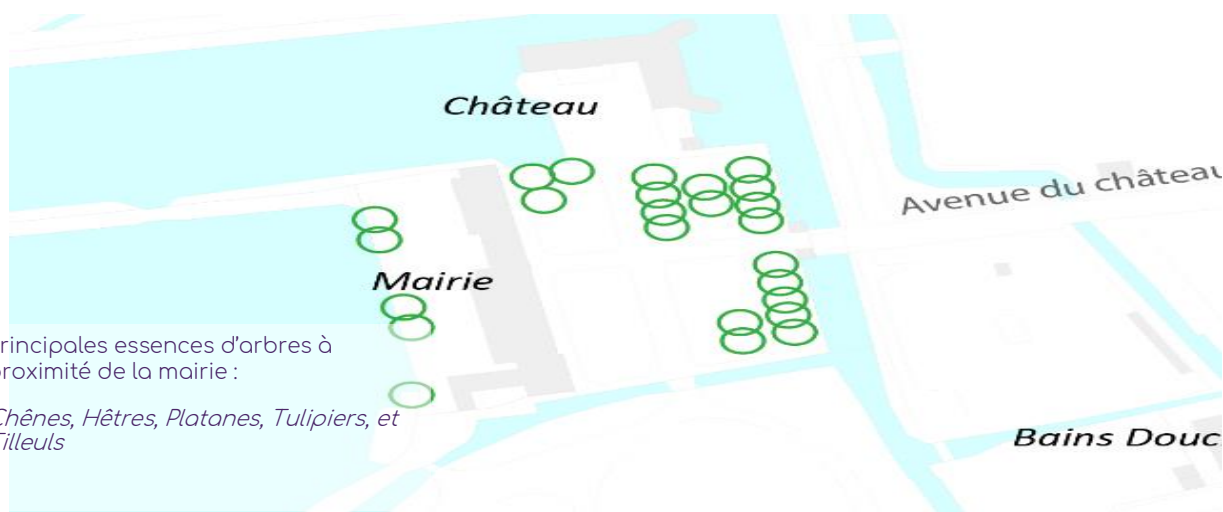 Château
Avenue du château
Mairie
rincipales essences d'arbres à
roximité de la mairie :
Chênes, Hêtres, Platanes, Tulipiers, et
Tilleuls
Bains Douc